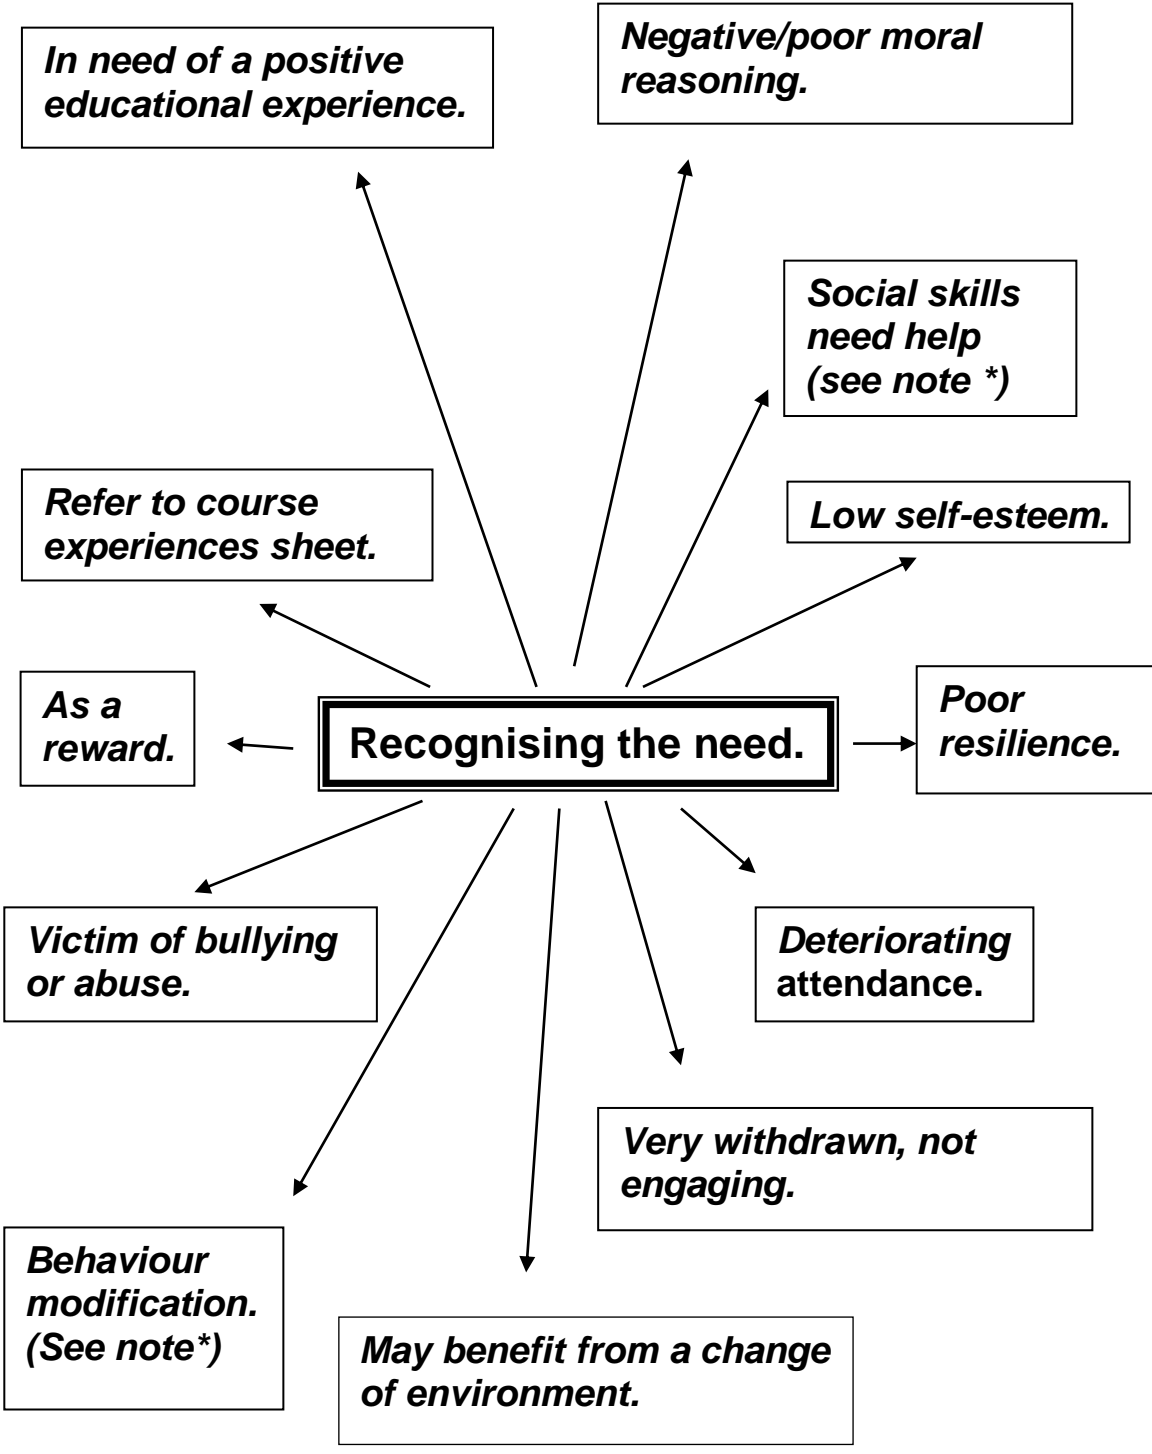 In need of a positive
educational experience.
Negative/poor moral
reasoning.
Social skills
need help
(see note *)
Refer to course
experiences sheet.
Low self-esteem.
As a
reward.
Recognising the need.
Poor
resilience.
Victim of bullying
or abuse.
Deteriorating
attendance.
Very withdrawn, not
engaging.
Behaviour
modification.
(See note*)
May benefit from a change
of environment.